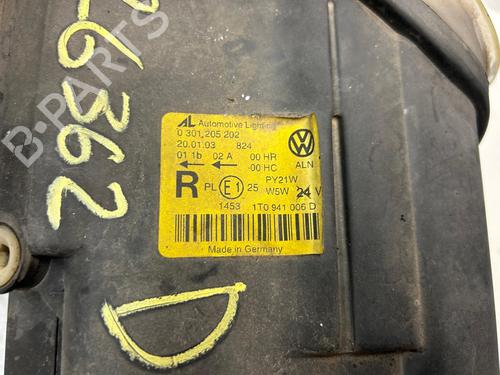 26362
AL Automotive Lighting
0 301 205 202
20.01.03 824
ALN
01 1b 02 A 00 HR
00 HC
R PL E1 25 PY21W
W5W 24 V
1453 1T0 941 006 D
Made in Germany
D
B-PARTS